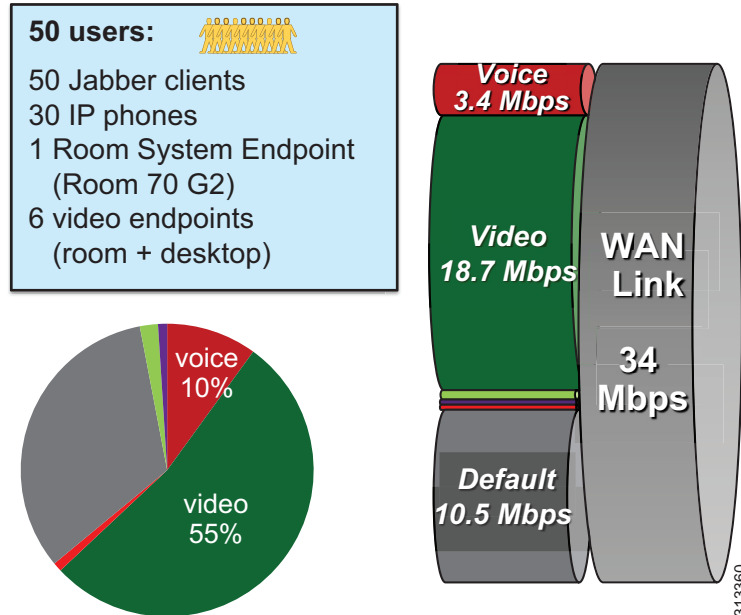 50 users:
50 Jabber clients
30 IP phones
1 Room System Endpoint
(Room 70 G2)
6 video endpoints
(room + desktop)
Voice
3.4 Mbps
Video
18.7 Mbps
WAN
Link
34
Mbps
Default
10.5 Mbps
voice
10%
video
55%
313360